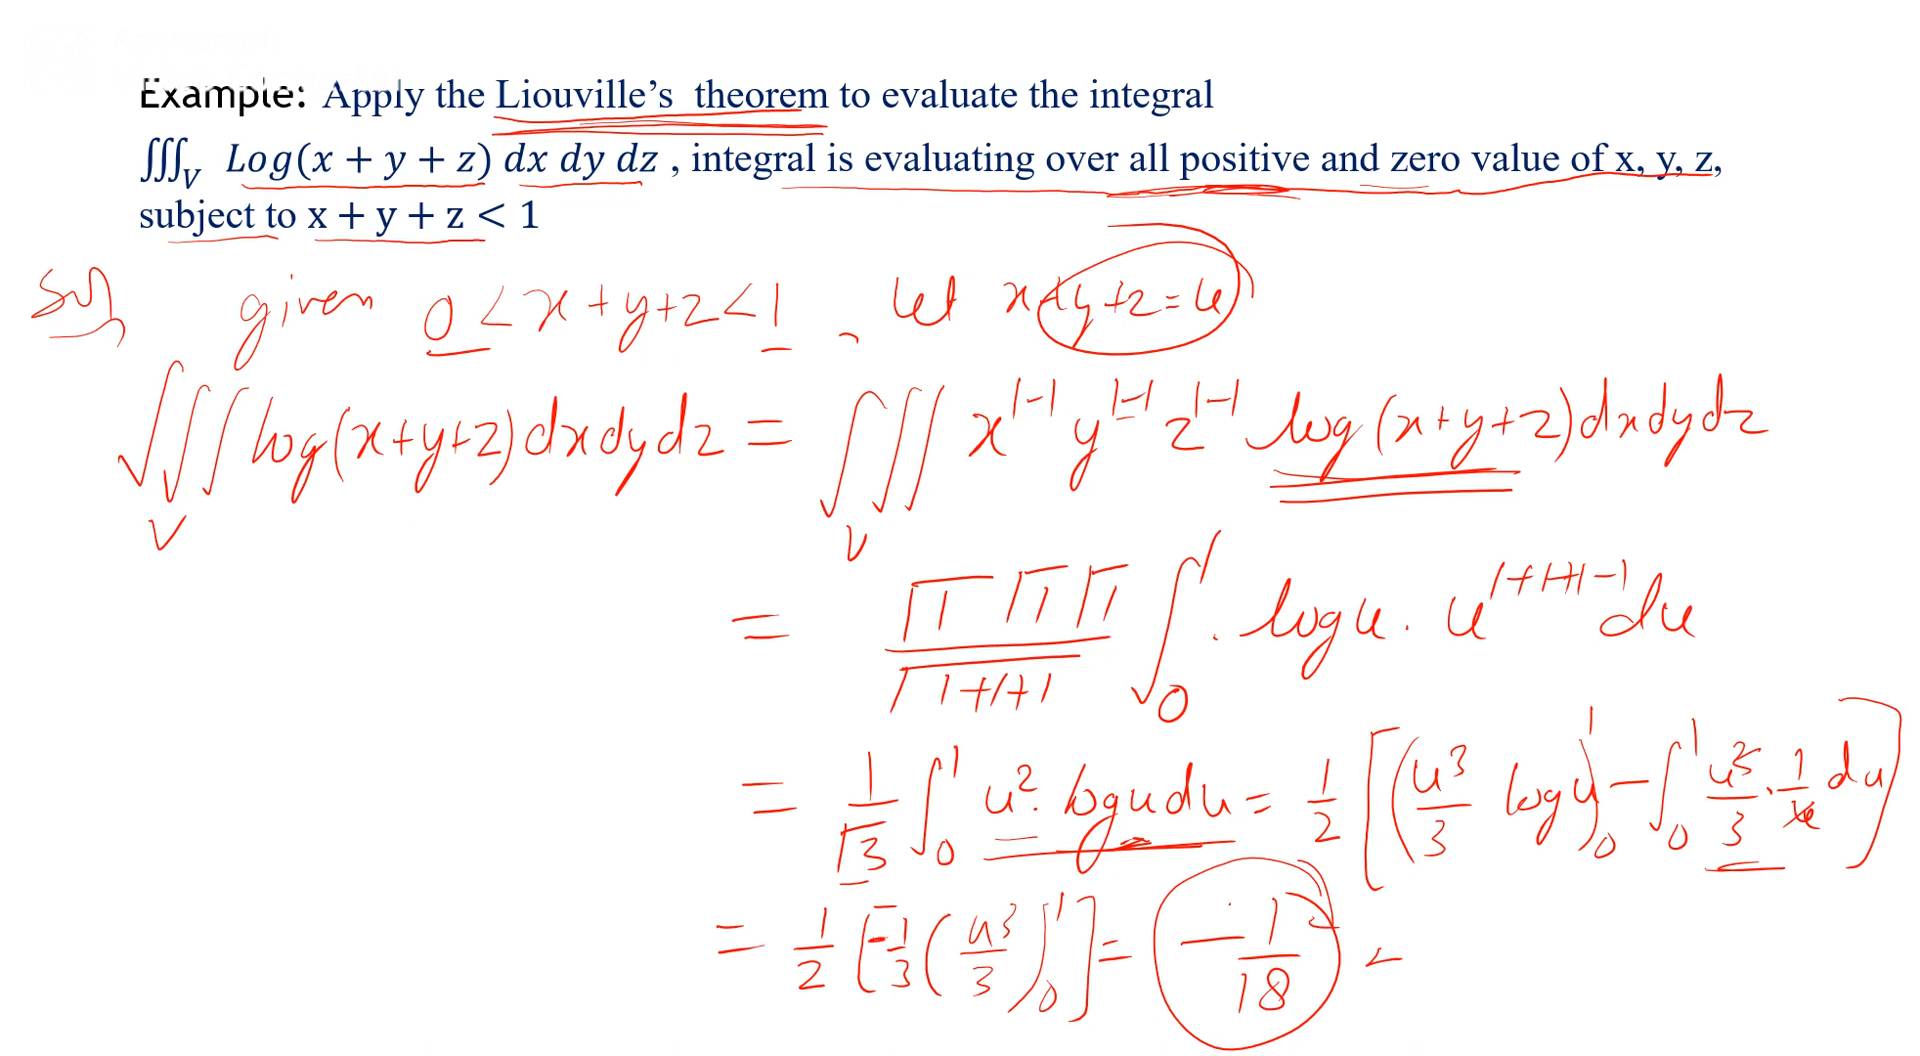 Example: Apply the Liouville’s theorem to evaluate the integral
∭_V Log(x + y + z) dx dy dz , integral is evaluating over all positive and zero value of x, y, z,
subject to x + y + z < 1
Sol given 0 < x + y + z < 1 , Let x + y + z = u
∭_V log(x+y+z) dx dy dz = ∭_V x^{1-1} y^{1-1} z^{1-1} log(x+y+z) dx dy dz
= (Γ1 Γ1 Γ1)/(Γ1+1+1) ∫_0^1 . log u . u^{1+1+1-1} du
= 1/Γ3 ∫_0^1 u². log u du = 1/2 [(u³/3 log u)_0^1 - ∫_0^1 u³/3 . 1/u du]
= 1/2 [-1/3 (u³/3)_0^1] = -1/18